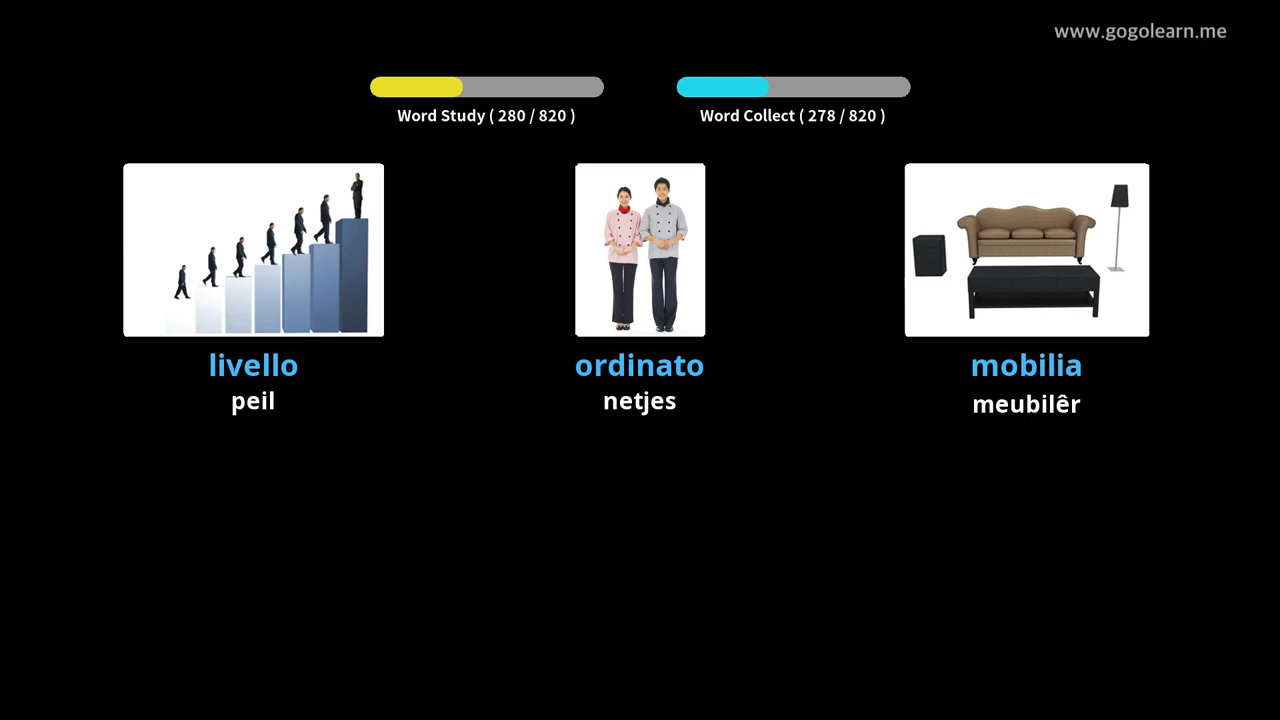 www.gogolearn.me
Word Study ( 280 / 820 )
Word Collect ( 278 / 820 )
livello
peil
ordinato
netjes
mobilia
meubilêr